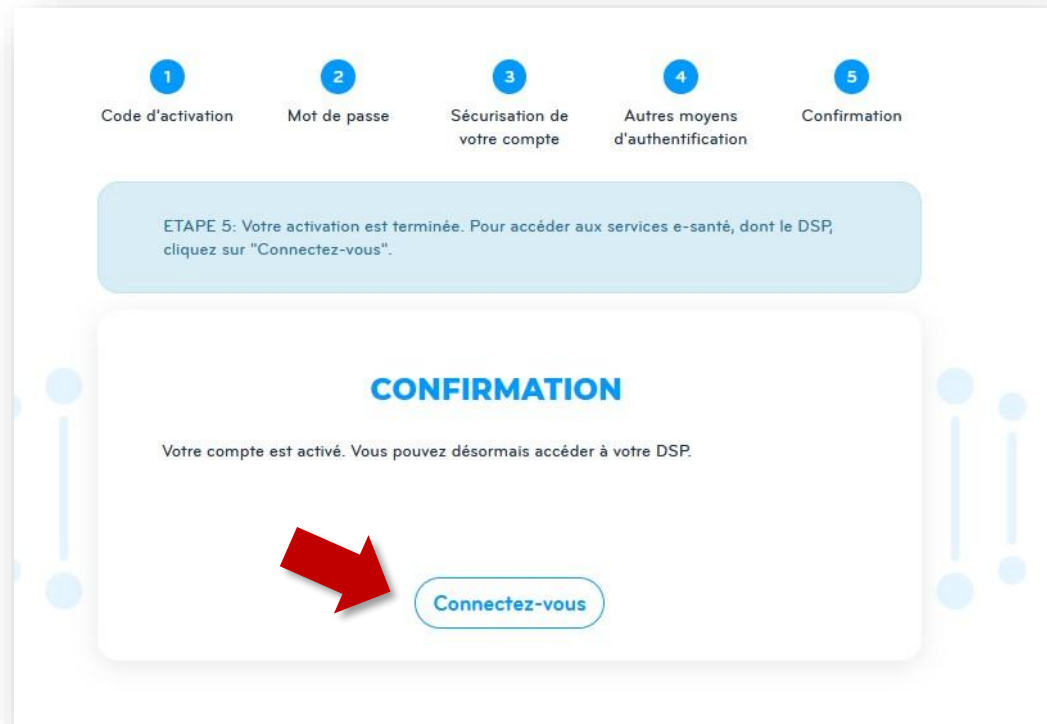 1
2
3
4
5
Code d'activation
Mot de passe
Sécurisation de
votre compte
Autres moyens
d'authentification
Confirmation
ETAPE 5: Votre activation est terminée. Pour accéder aux services e-santé, dont le DSP,
cliquez sur "Connectez-vous".
CONFIRMATION
Votre compte est activé. Vous pouvez désormais accéder à votre DSP.
Connectez-vous